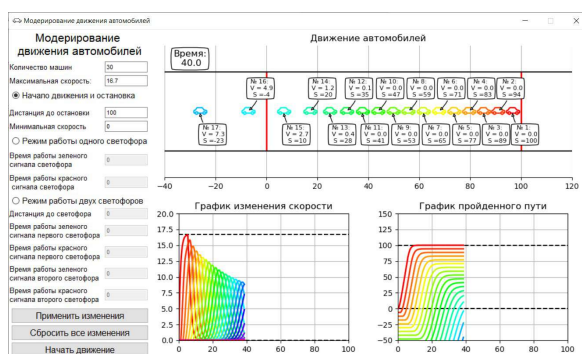 Модерирование движения автомобилей
Модерирование
движения автомобилей
Количество машин 30
Максимальная скорость: 16.7
Начало движения и остановка
Дистанция до остановки 100
Минимальная скорость 0
Режим работы одного светофора
Время работы зеленого
сигнала светофора 0
Время работы красного
сигнала светофора 0
Режим работы двух светофоров
Дистанция до светофора 0
Время работы зеленого
сигнала первого светофора 0
Время работы красного
сигнала первого светофора 0
Время работы зеленого
сигнала второго светофора 0
Время работы красного
сигнала второго светофора 0
Применить изменения
Сбросить все изменения
Начать движение
Движение автомобилей
Время:
40.0
№ 16:
V = 4.9
S = -4
№ 14:
V = 1.2
S =20
№ 12:
V = 0.1
S =35
№ 10:
V = 0.0
S =47
№ 8:
V = 0.0
S =59
№ 6:
V = 0.0
S =71
№ 4:
V = 0.0
S =83
№ 2:
V = 0.0
S =94
№ 17:
V = 7.3
S =-23
№ 15:
V = 2.7
S =10
№ 13:
V = 0.4
S =28
№ 11:
V = 0.0
S =41
№ 9:
V = 0.0
S =53
№ 7:
V = 0.0
S =65
№ 5:
V = 0.0
S =77
№ 3:
V = 0.0
S =89
№ 1:
V = 0.0
S =100
−40 −20 0 20 40 60 80 100 120
График изменения скорости
20.0
17.5
15.0
12.5
10.0
7.5
5.0
2.5
0.0
0 20 40 60 80 100
График пройденного пути
150
125
100
75
50
25
0
−25
−50
0 20 40 60 80 100